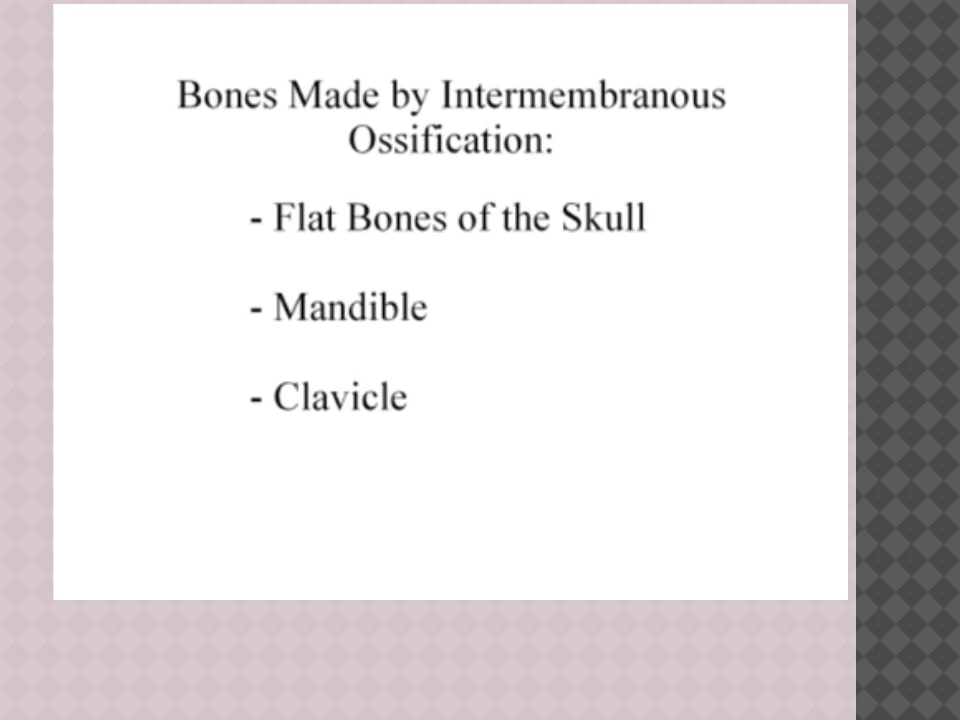 Bones Made by Intermembranous
Ossification:
- Flat Bones of the Skull
- Mandible
- Clavicle